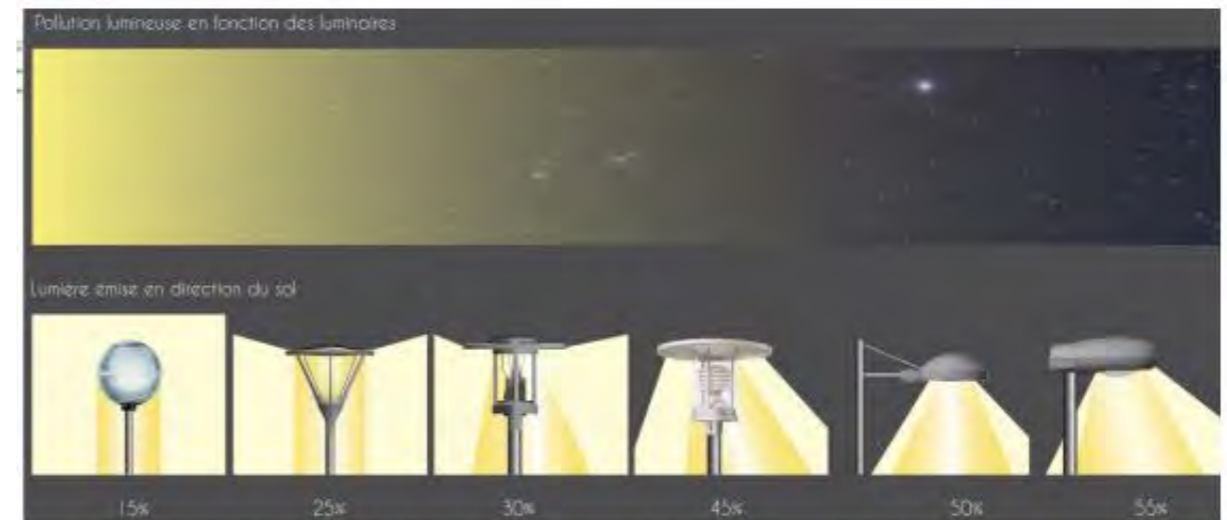 Pollution lumineuse en fonction des luminaires
Lumière émise en direction du sol
15% 25% 30% 45% 50% 55%